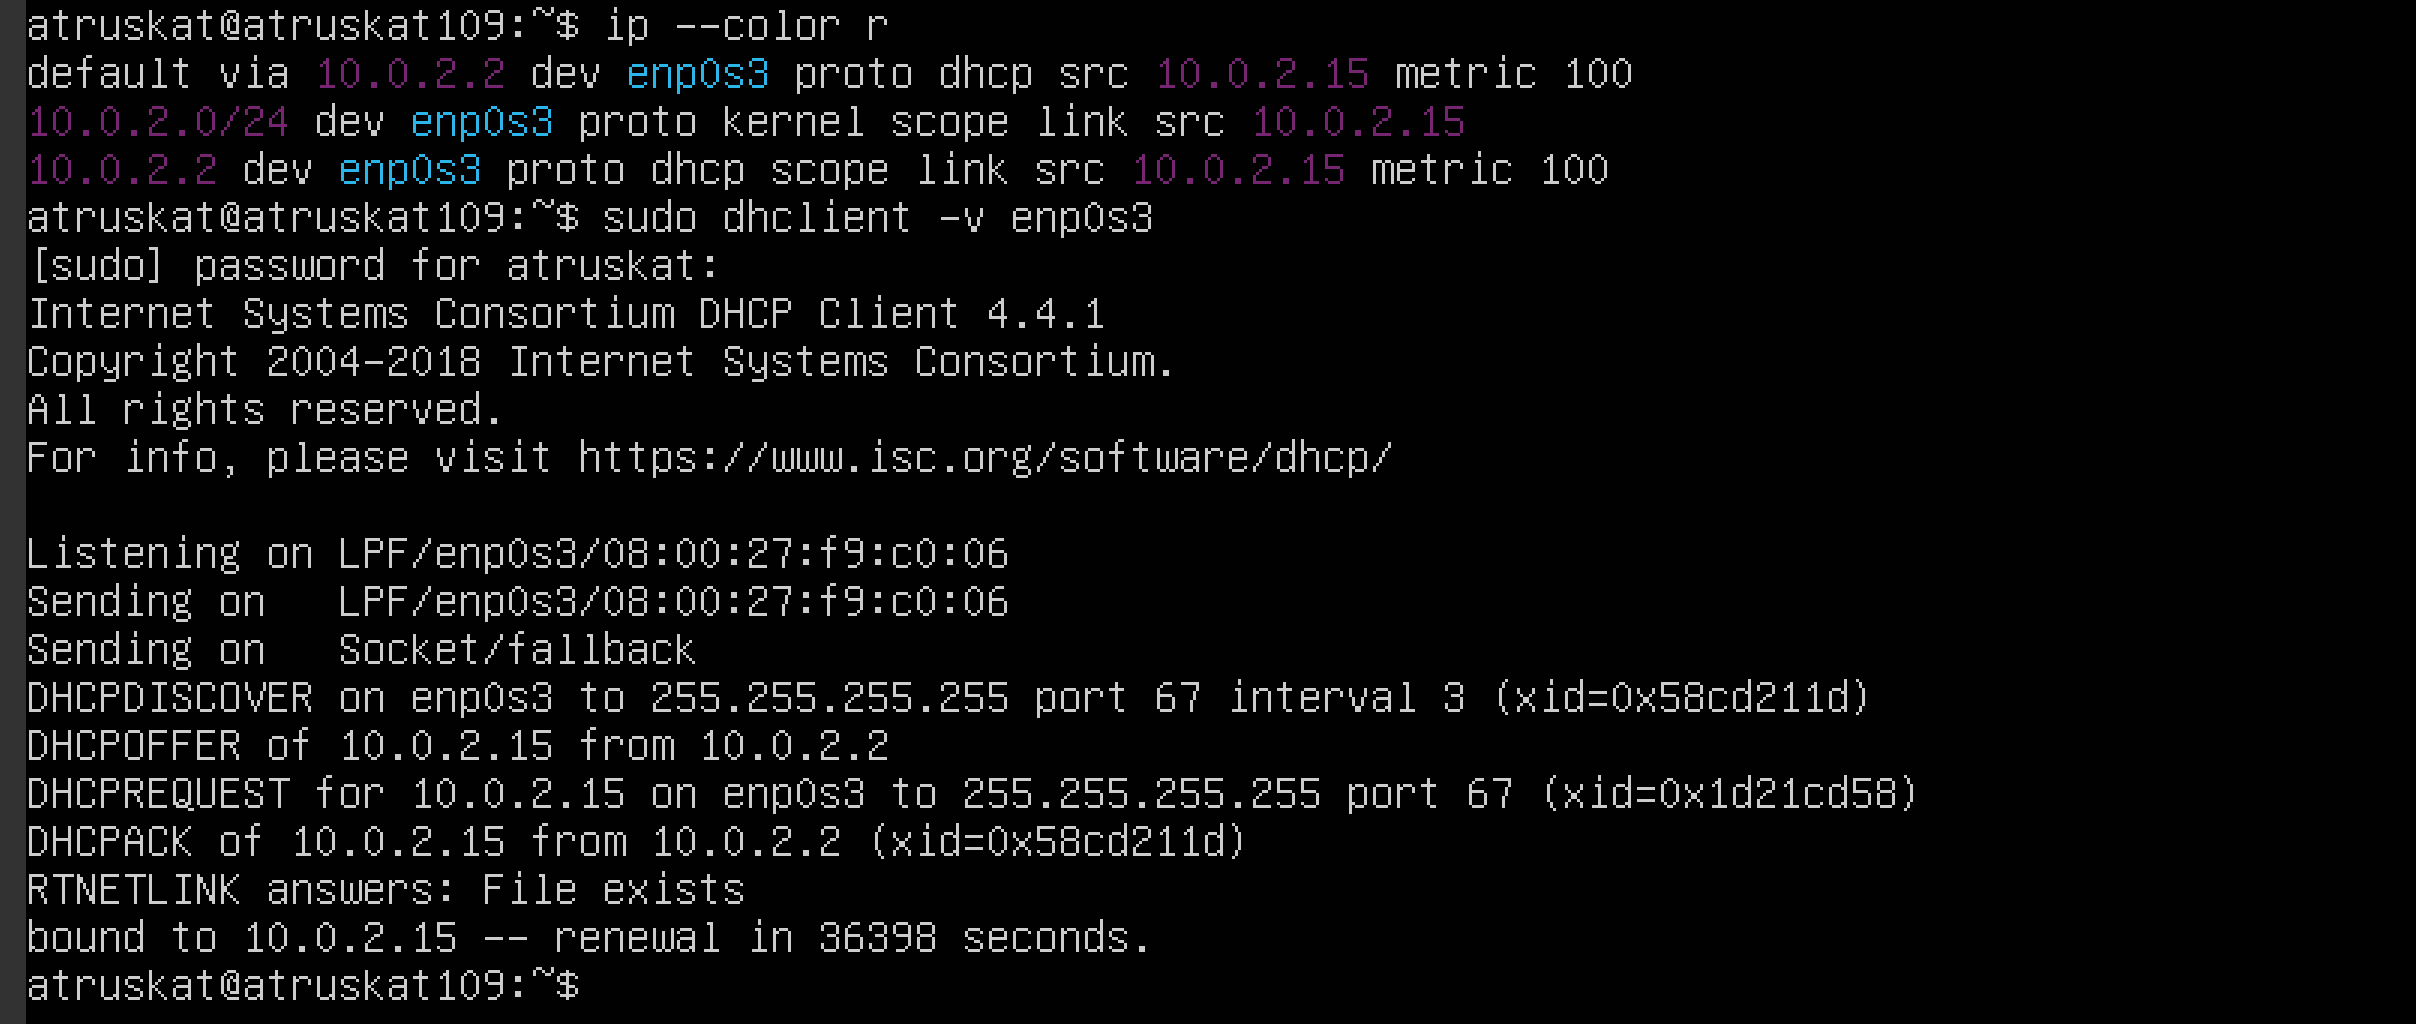 atruskat@atruskat109:~$ ip --color r
default via 10.0.2.2 dev enp0s3 proto dhcp src 10.0.2.15 metric 100
10.0.2.0/24 dev enp0s3 proto kernel scope link src 10.0.2.15
10.0.2.2 dev enp0s3 proto dhcp scope link src 10.0.2.15 metric 100
atruskat@atruskat109:~$ sudo dhclient -v enp0s3
[sudo] password for atruskat:
Internet Systems Consortium DHCP Client 4.4.1
Copyright 2004-2018 Internet Systems Consortium.
All rights reserved.
For info, please visit https://www.isc.org/software/dhcp/

Listening on LPF/enp0s3/08:00:27:f9:c0:06
Sending on   LPF/enp0s3/08:00:27:f9:c0:06
Sending on   Socket/fallback
DHCPDISCOVER on enp0s3 to 255.255.255.255 port 67 interval 3 (xid=0x58cd211d)
DHCPOFFER of 10.0.2.15 from 10.0.2.2
DHCPREQUEST for 10.0.2.15 on enp0s3 to 255.255.255.255 port 67 (xid=0x1d21cd58)
DHCPACK of 10.0.2.15 from 10.0.2.2 (xid=0x58cd211d)
RTNETLINK answers: File exists
bound to 10.0.2.15 -- renewal in 36398 seconds.
atruskat@atruskat109:~$